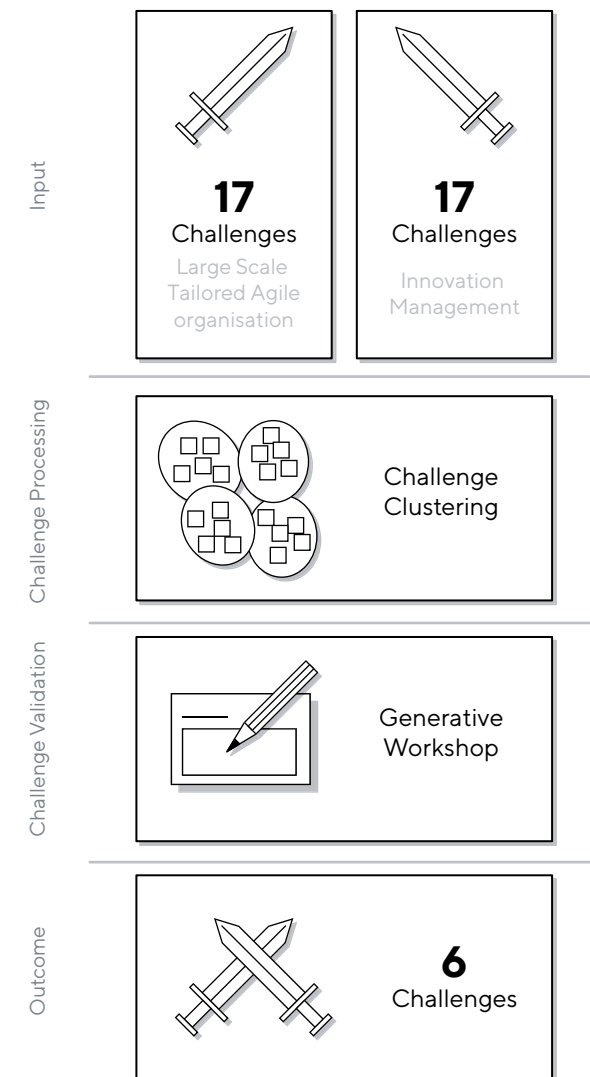 Input
17
Challenges
Large Scale
Tailored Agile
organisation
17
Challenges
Innovation
Management
Challenge Processing
Challenge
Clustering
Challenge Validation
Generative
Workshop
Outcome
6
Challenges